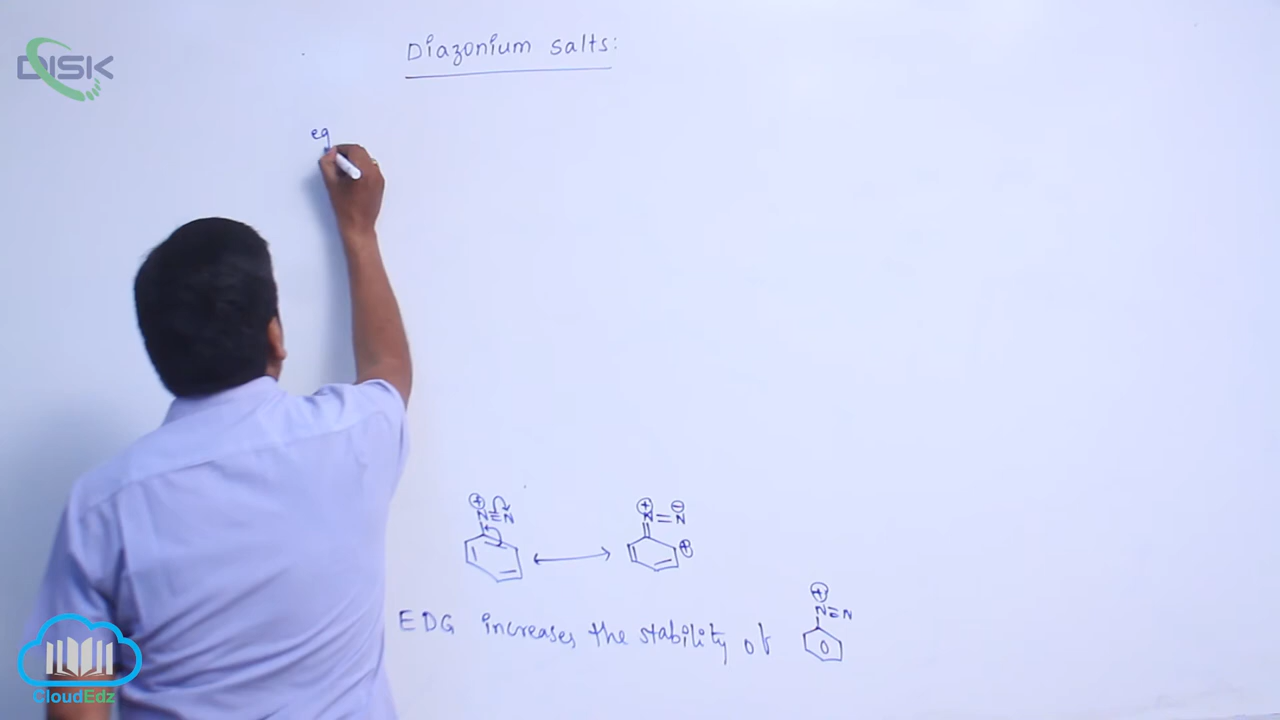 DISK
Diazonium salts:
eg
⊕
N≡N
⊕ ⊖
N=N
⊕
EDG increases the stability of
⊕
N≡N
CloudEdz